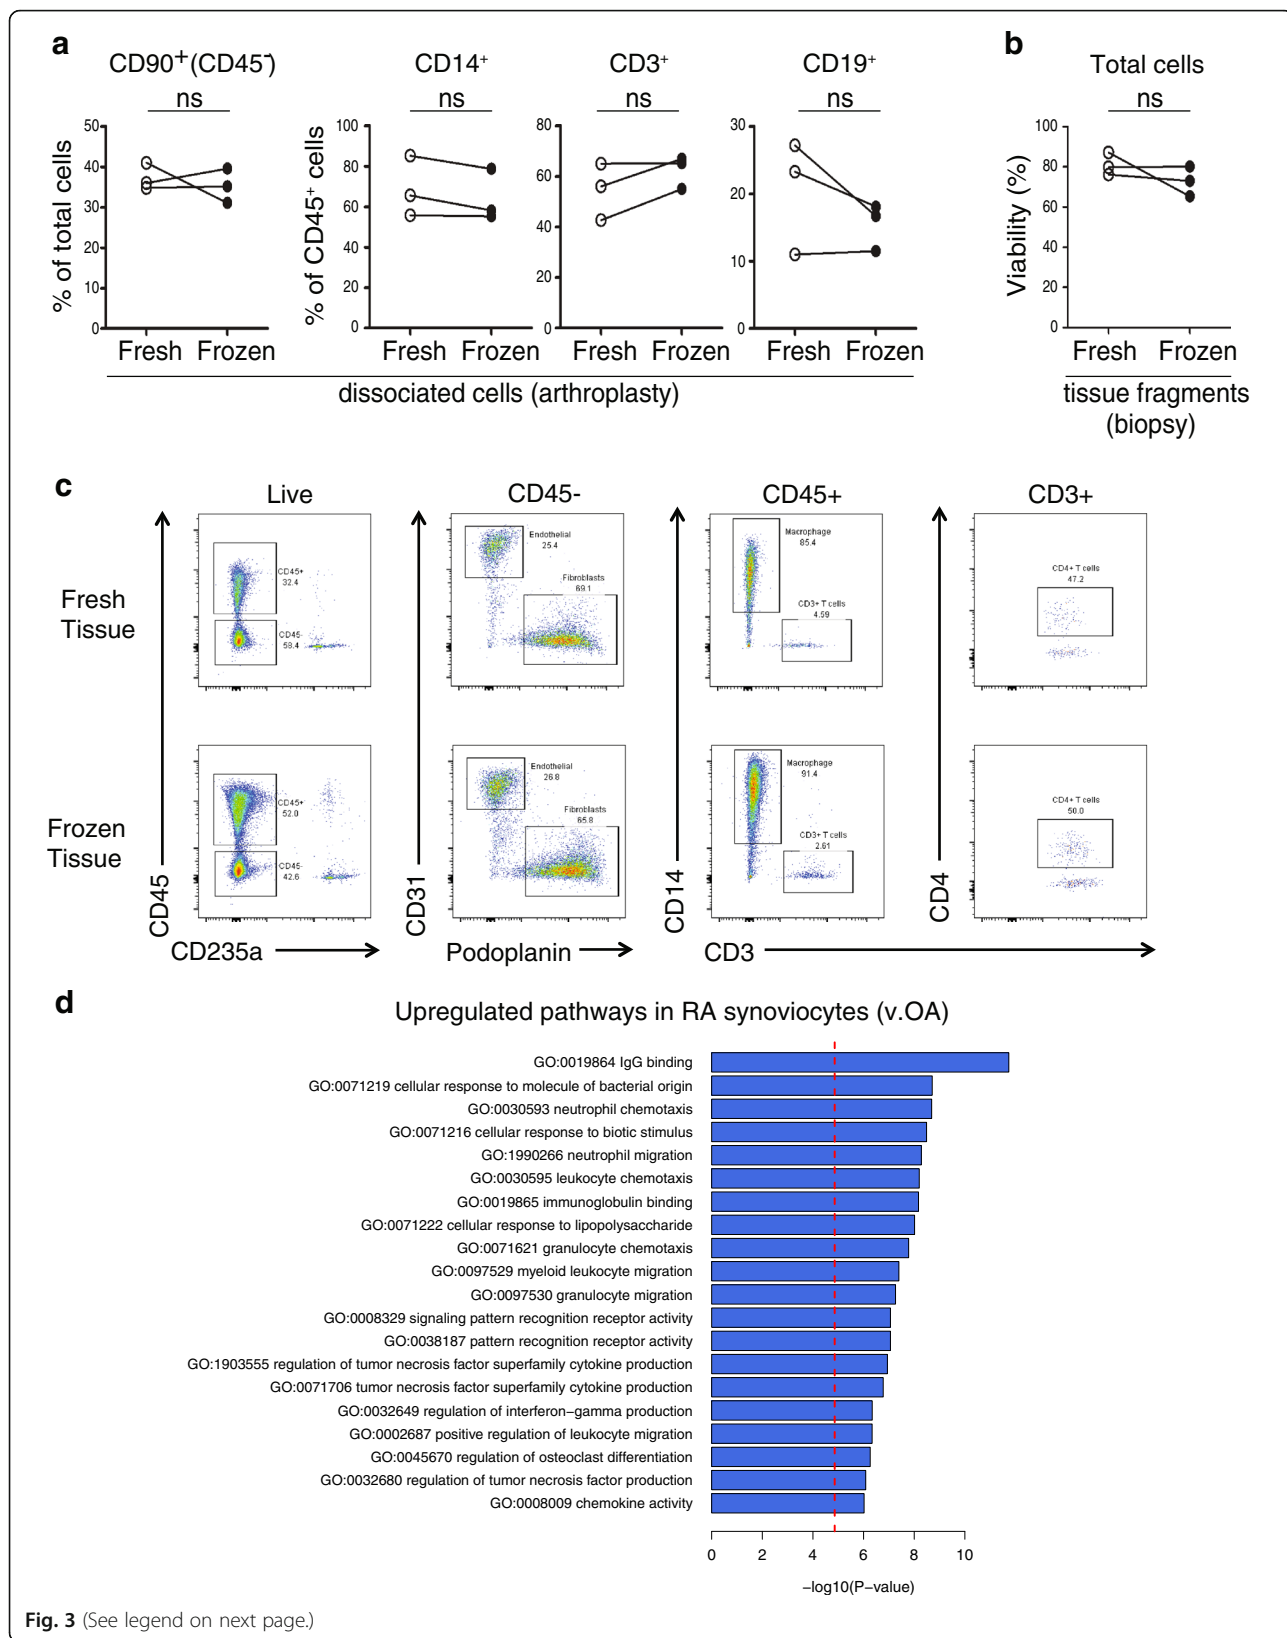 a
CD90+(CD45-)
CD14+
CD3+
CD19+
ns
ns
ns
ns
% of total cells
50
40
30
20
10
0
% of CD45+ cells
100
80
60
40
20
0
80
60
40
20
0
30
20
10
0
Fresh Frozen
Fresh Frozen
Fresh Frozen
Fresh Frozen
dissociated cells (arthroplasty)
b
Total cells
ns
Viability (%)
100
80
60
40
20
0
Fresh Frozen
tissue fragments
(biopsy)
c
Live
CD45-
CD45+
CD3+
Fresh
Tissue
CD45+
32.4
CD45-
58.4
Endothelial
25.4
Fibroblasts
69.1
Macrophage
85.4
CD3+ T cells
4.59
CD4+ T cells
47.2
Frozen
Tissue
CD45+
52.0
CD45-
42.6
Endothelial
26.8
Fibroblasts
65.8
Macrophage
91.4
CD3+ T cells
2.61
CD4+ T cells
50.0
CD45
CD31
CD14
CD4
CD235a
Podoplanin
CD3
d
Upregulated pathways in RA synoviocytes (v.OA)
GO:0019864 IgG binding
GO:0071219 cellular response to molecule of bacterial origin
GO:0030593 neutrophil chemotaxis
GO:0071216 cellular response to biotic stimulus
GO:1990266 neutrophil migration
GO:0030595 leukocyte chemotaxis
GO:0019865 immunoglobulin binding
GO:0071222 cellular response to lipopolysaccharide
GO:0071621 granulocyte chemotaxis
GO:0097529 myeloid leukocyte migration
GO:0097530 granulocyte migration
GO:0008329 signaling pattern recognition receptor activity
GO:0038187 pattern recognition receptor activity
GO:1903555 regulation of tumor necrosis factor superfamily cytokine production
GO:0071706 tumor necrosis factor superfamily cytokine production
GO:0032649 regulation of interferon−gamma production
GO:0002687 positive regulation of leukocyte migration
GO:0045670 regulation of osteoclast differentiation
GO:0032680 regulation of tumor necrosis factor production
GO:0008009 chemokine activity
0 2 4 6 8 10
−log10(P−value)
Fig. 3 (See legend on next page.)